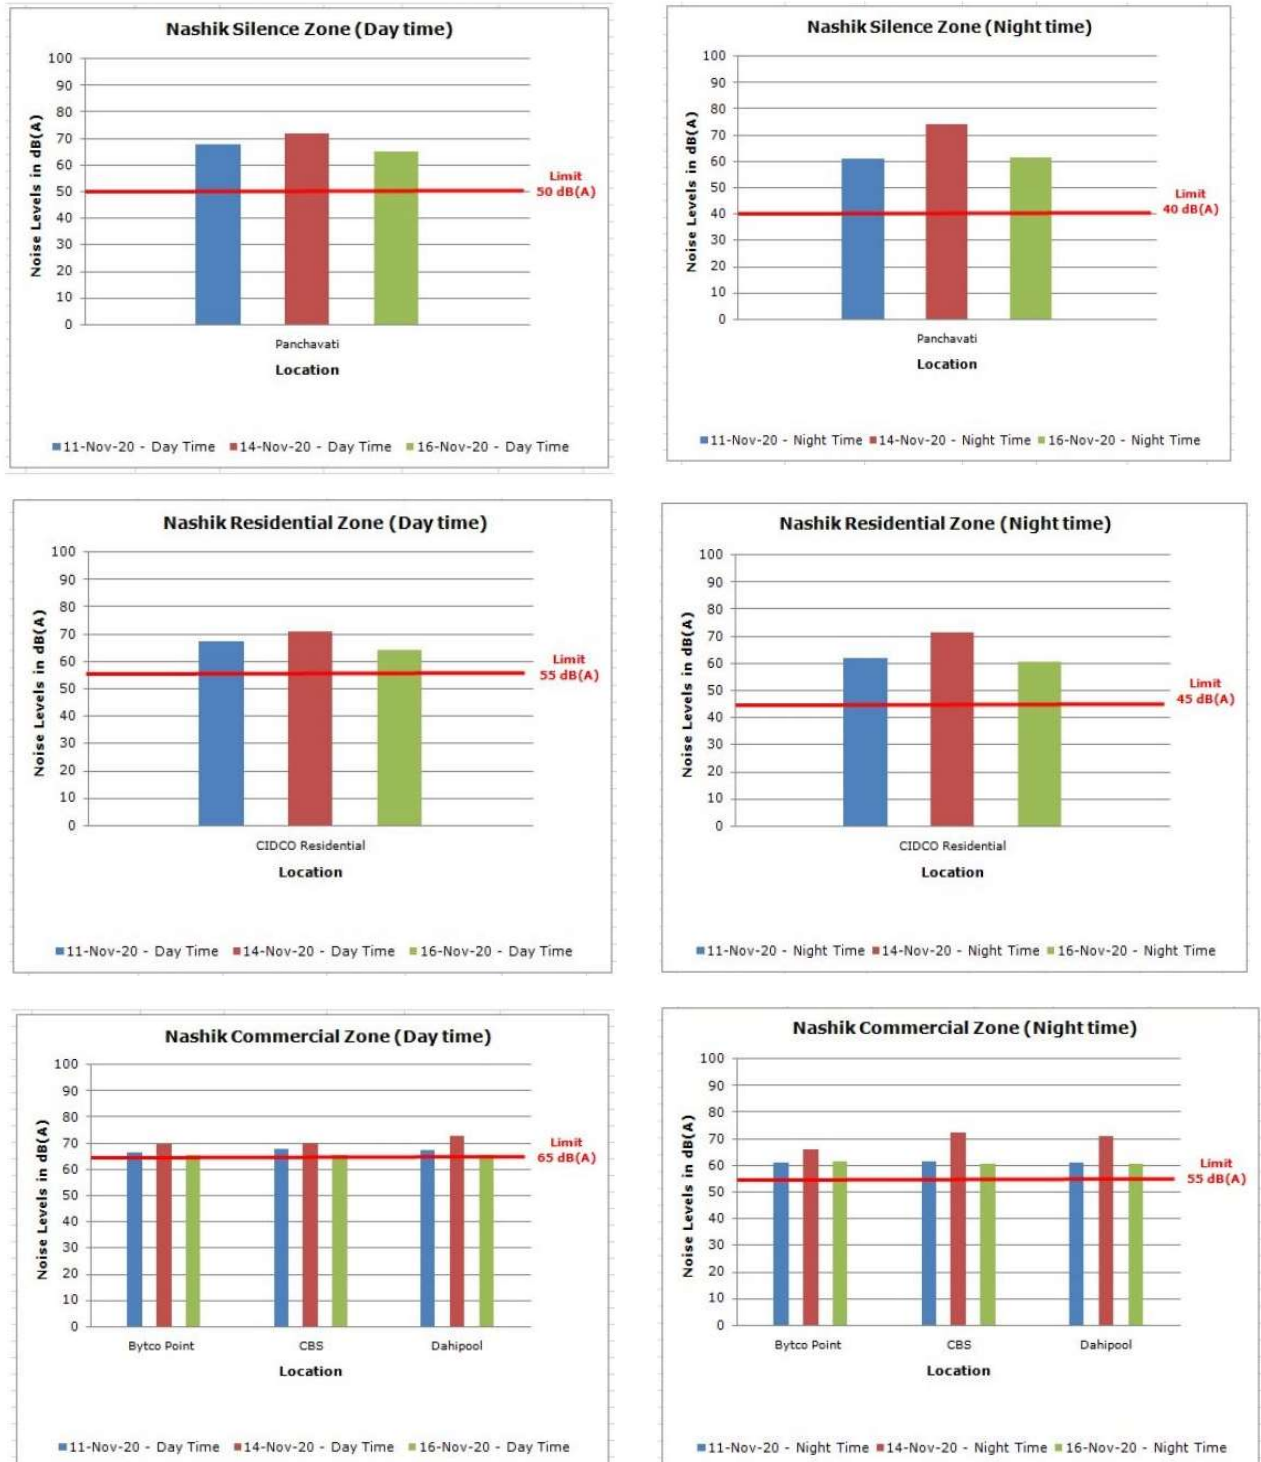 Nashik Silence Zone (Day time)
100
90
80
70
60
50
40
30
20
10
0
Noise Levels in dB(A)
Limit
50 dB(A)
Panchavati
Location
11-Nov-20 - Day Time 14-Nov-20 - Day Time 16-Nov-20 - Day Time
Nashik Silence Zone (Night time)
100
90
80
70
60
50
40
30
20
10
0
Noise Levels in dB(A)
Limit
40 dB(A)
Panchavati
Location
11-Nov-20 - Night Time 14-Nov-20 - Night Time 16-Nov-20 - Night Time
Nashik Residential Zone (Day time)
100
90
80
70
60
50
40
30
20
10
0
Noise Levels in dB(A)
Limit
55 dB(A)
CIDCO Residential
Location
11-Nov-20 - Day Time 14-Nov-20 - Day Time 16-Nov-20 - Day Time
Nashik Residential Zone (Night time)
100
90
80
70
60
50
40
30
20
10
0
Noise Levels in dB(A)
Limit
45 dB(A)
CIDCO Residential
Location
11-Nov-20 - Night Time 14-Nov-20 - Night Time 16-Nov-20 - Night Time
Nashik Commercial Zone (Day time)
100
90
80
70
60
50
40
30
20
10
0
Noise Levels in dB(A)
Limit
65 dB(A)
Bytco Point CBS Dahipool
Location
11-Nov-20 - Day Time 14-Nov-20 - Day Time 16-Nov-20 - Day Time
Nashik Commercial Zone (Night time)
100
90
80
70
60
50
40
30
20
10
0
Noise Levels in dB(A)
Limit
55 dB(A)
Bytco Point CBS Dahipool
Location
11-Nov-20 - Night Time 14-Nov-20 - Night Time 16-Nov-20 - Night Time